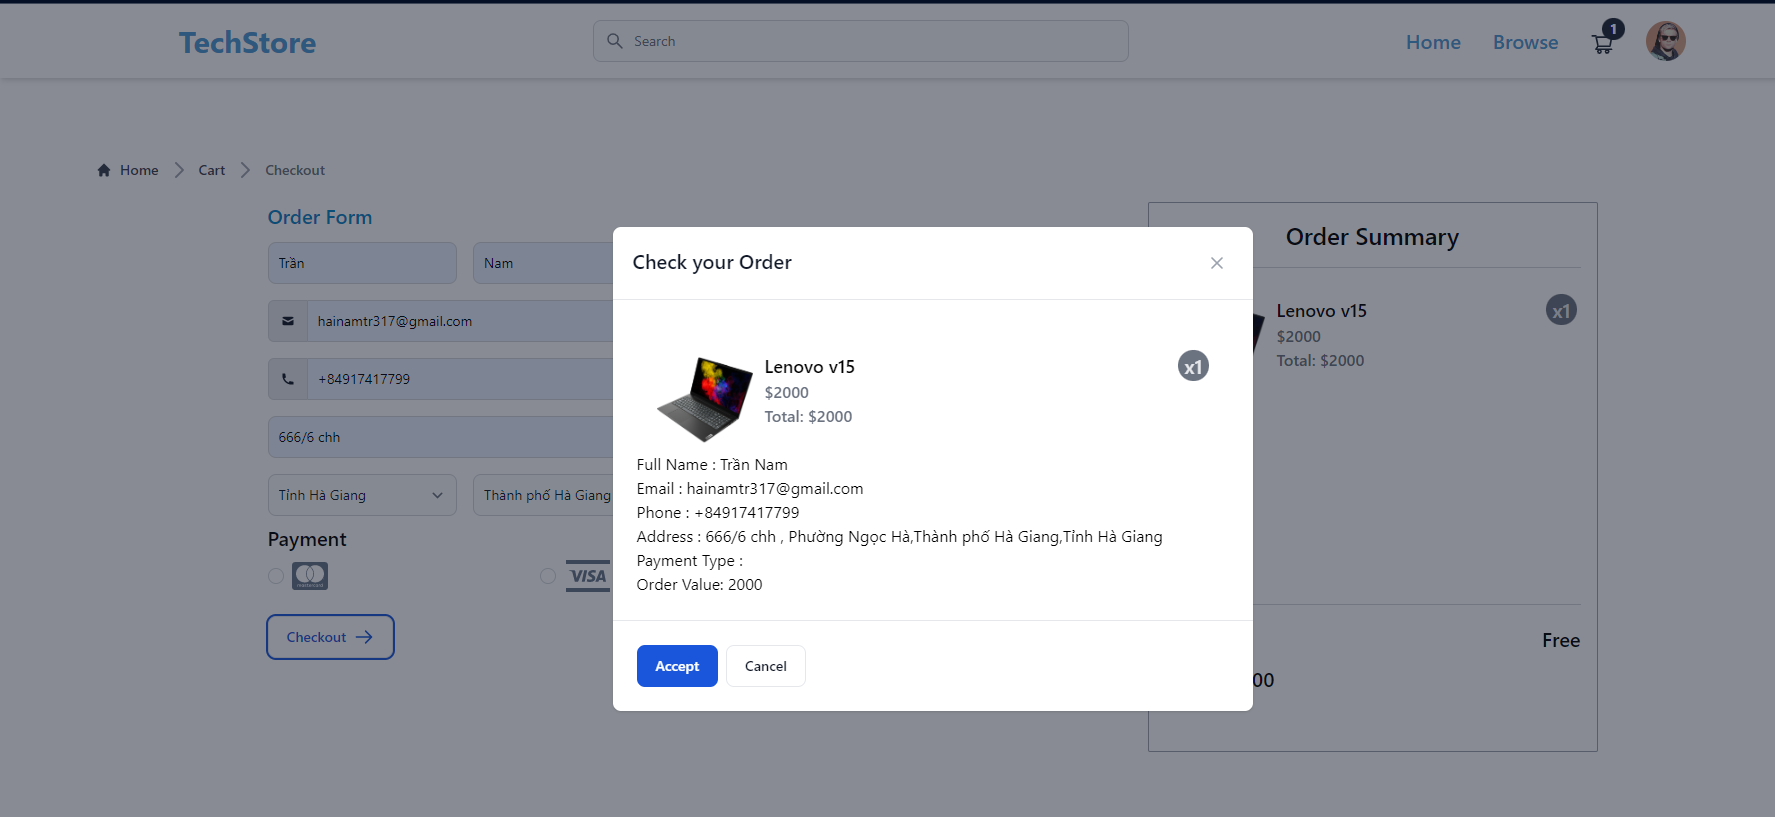 TechStore
Search
Home
Browse
1
Home
Cart
Checkout
Order Form
Trần
Nam
hainamtr317@gmail.com
+84917417799
666/6 chh
Tỉnh Hà Giang
Thành phố Hà Giang
Payment
mastercard
VISA
Checkout
Check your Order
Lenovo v15
x1
$2000
Total: $2000
Full Name : Trần Nam
Email : hainamtr317@gmail.com
Phone : +84917417799
Address : 666/6 chh , Phường Ngọc Hà,Thành phố Hà Giang,Tỉnh Hà Giang
Payment Type :
Order Value: 2000
Accept
Cancel
Order Summary
Lenovo v15
x1
$2000
Total: $2000
Free
00